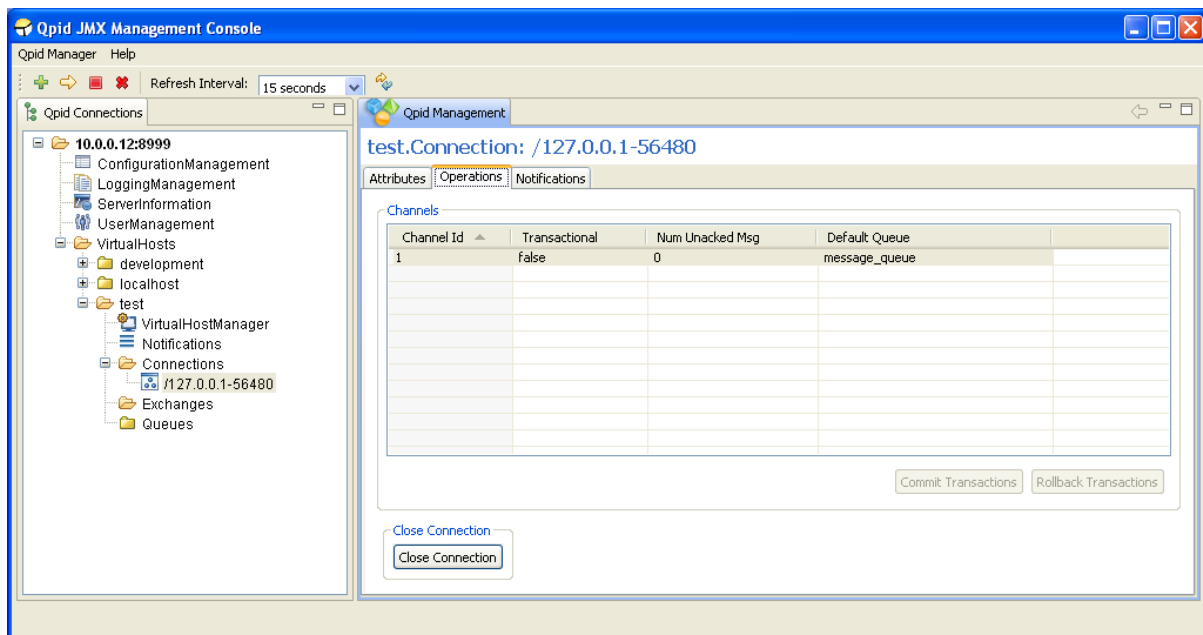 Qpid JMX Management Console
Qpid Manager Help
Refresh Interval: 15 seconds
Qpid Connections
10.0.0.12:8999
ConfigurationManagement
LoggingManagement
ServerInformation
UserManagement
VirtualHosts
development
localhost
test
VirtualHostManager
Notifications
Connections
/127.0.0.1-56480
Exchanges
Queues
Qpid Management
test.Connection: /127.0.0.1-56480
Attributes Operations Notifications
Channels
Channel Id Transactional Num Unacked Msg Default Queue
1 false 0 message_queue
Commit Transactions Rollback Transactions
Close Connection
Close Connection